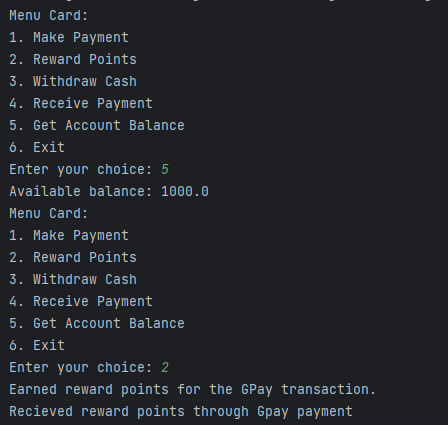 Menu Card:
1. Make Payment
2. Reward Points
3. Withdraw Cash
4. Receive Payment
5. Get Account Balance
6. Exit
Enter your choice: 5
Available balance: 1000.0
Menu Card:
1. Make Payment
2. Reward Points
3. Withdraw Cash
4. Receive Payment
5. Get Account Balance
6. Exit
Enter your choice: 2
Earned reward points for the GPay transaction.
Recieved reward points through Gpay payment